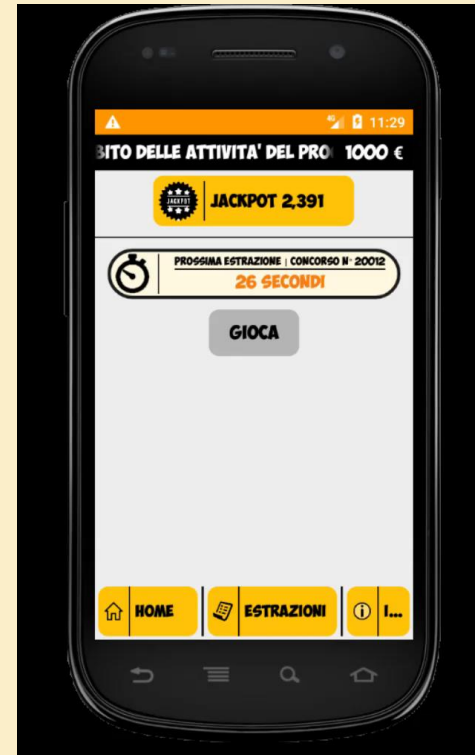 4G 11:29
BITO DELLE ATTIVITA' DEL PRO 1000 €
JACKPOT JACKPOT 2,391
PROSSIMA ESTRAZIONE | CONCORSO N° 20012
26 SECONDI
GIOCA
HOME ESTRAZIONI I...